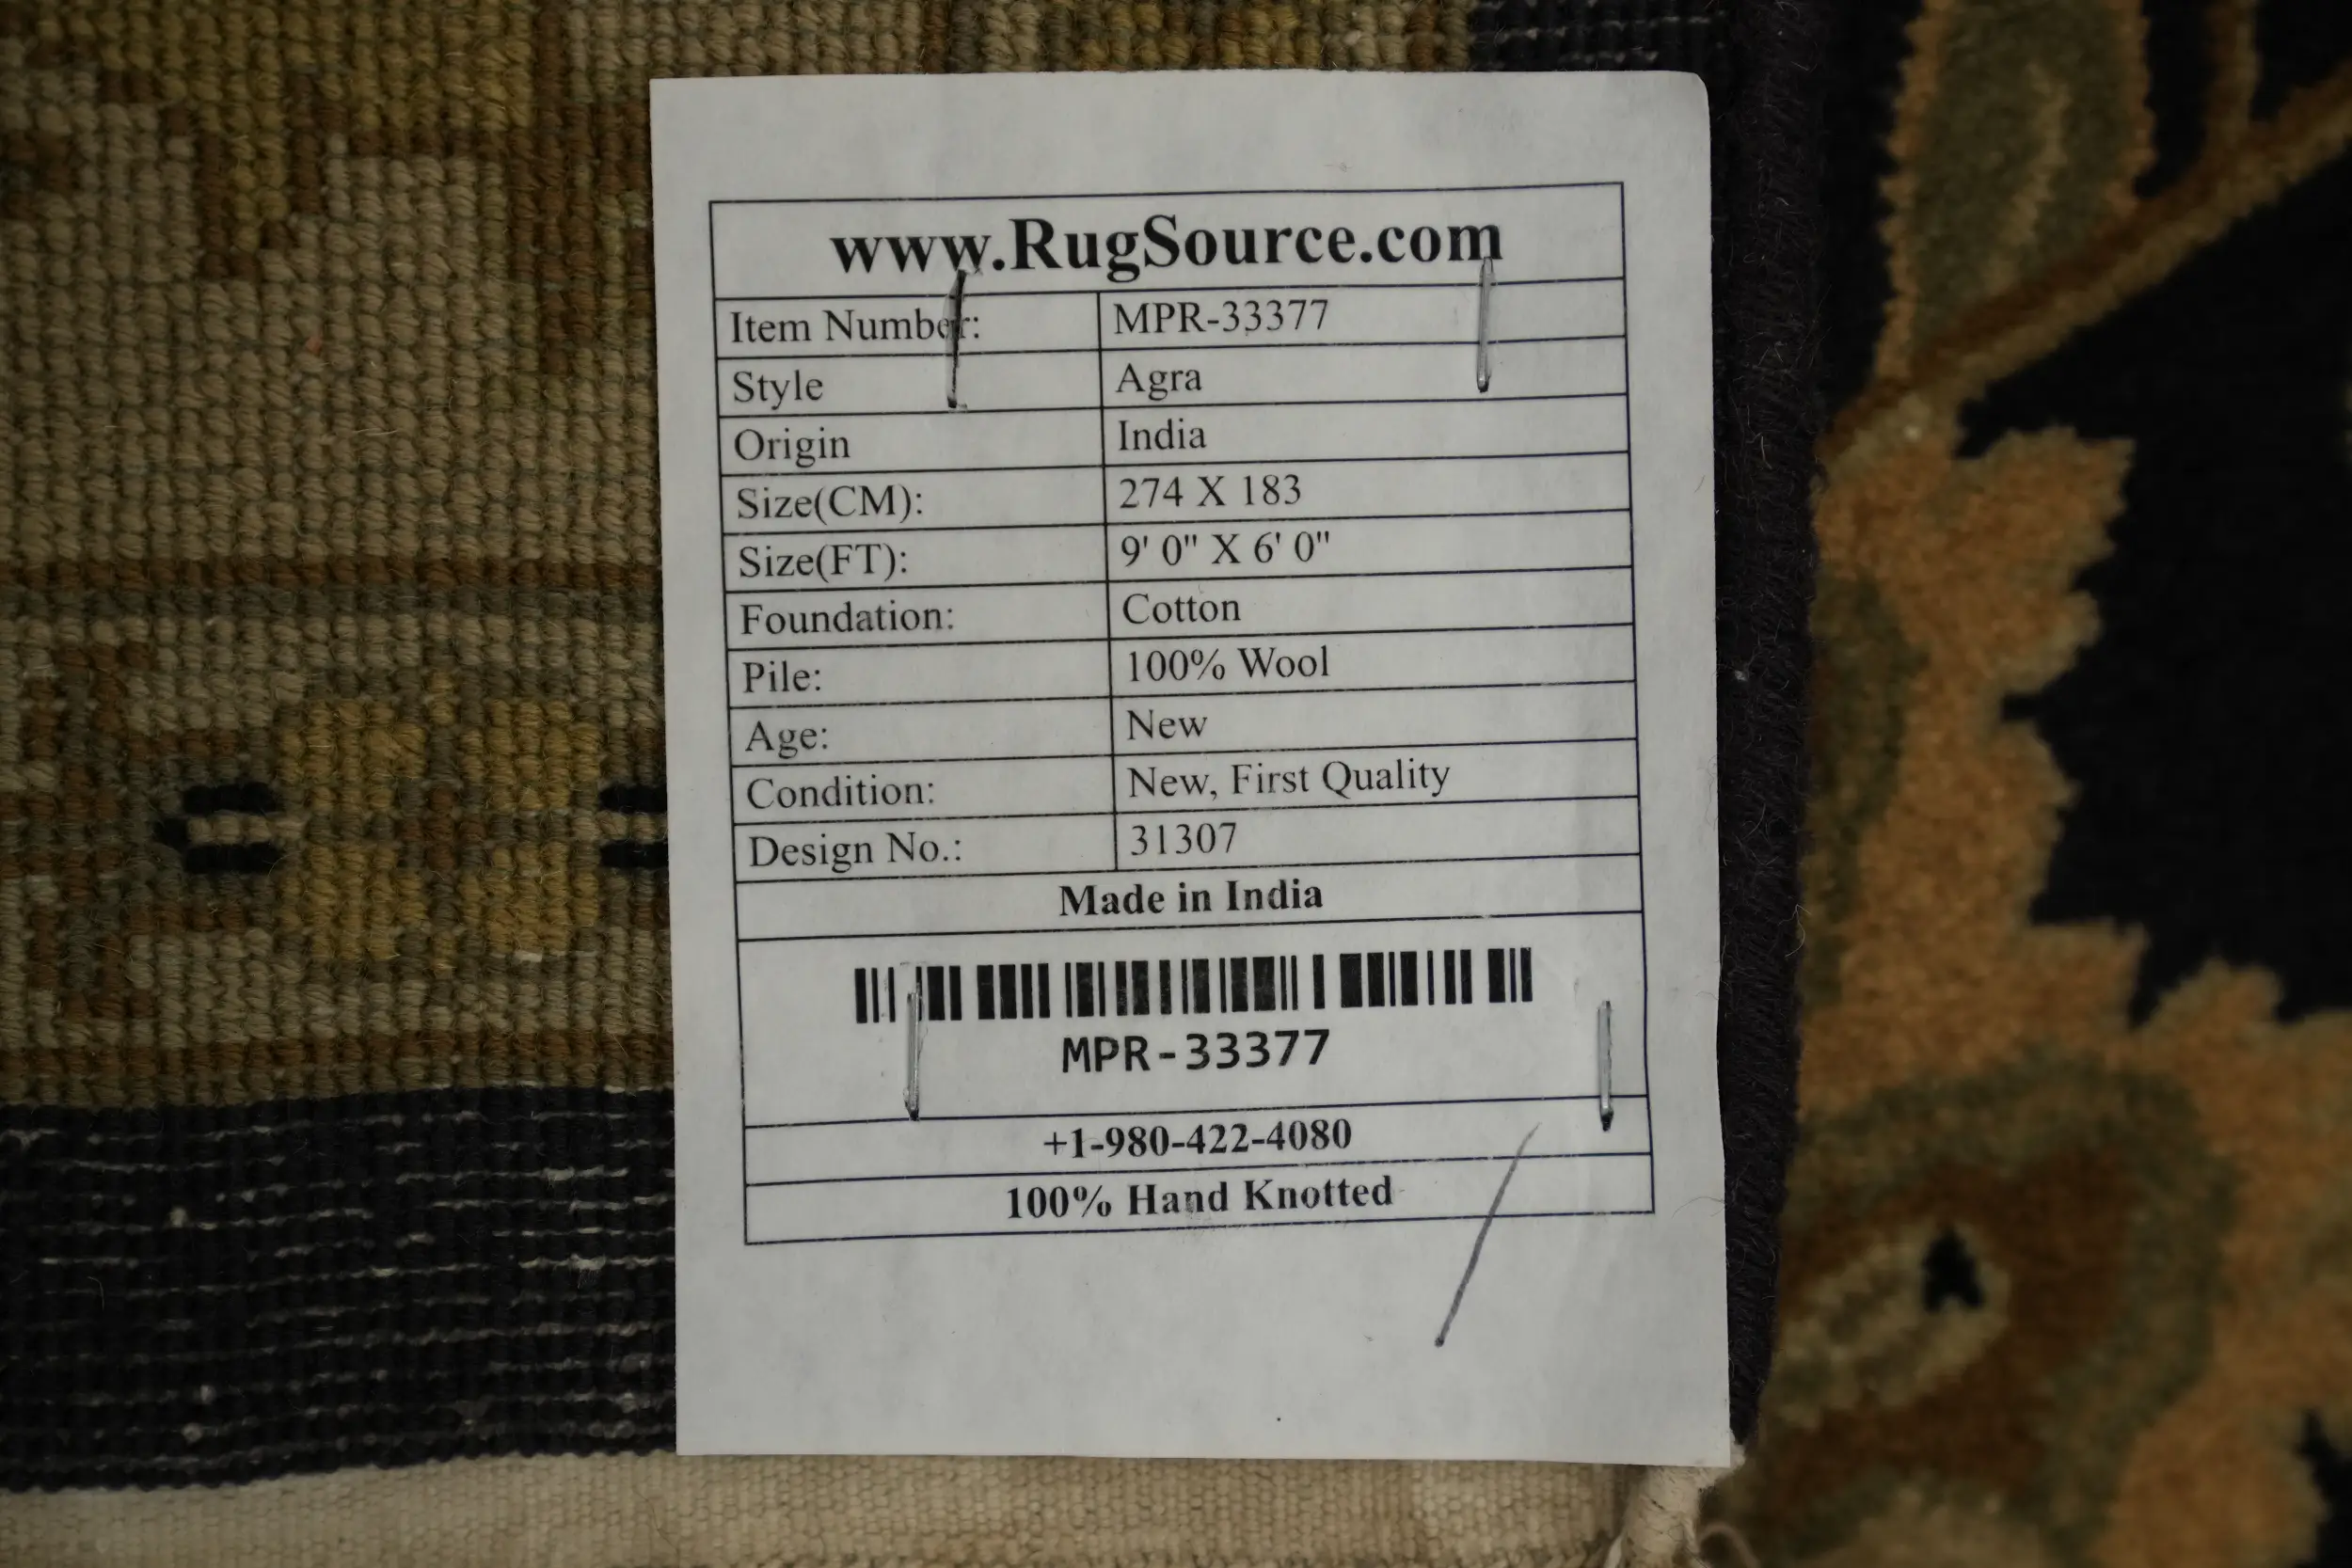 www.RugSource.com
Item Number: MPR-33377
Style Agra
Origin India
Size(CM): 274 X 183
Size(FT): 9' 0" X 6' 0"
Foundation: Cotton
Pile: 100% Wool
Age: New
Condition: New, First Quality
Design No.: 31307
Made in India
MPR-33377
+1-980-422-4080
100% Hand Knotted